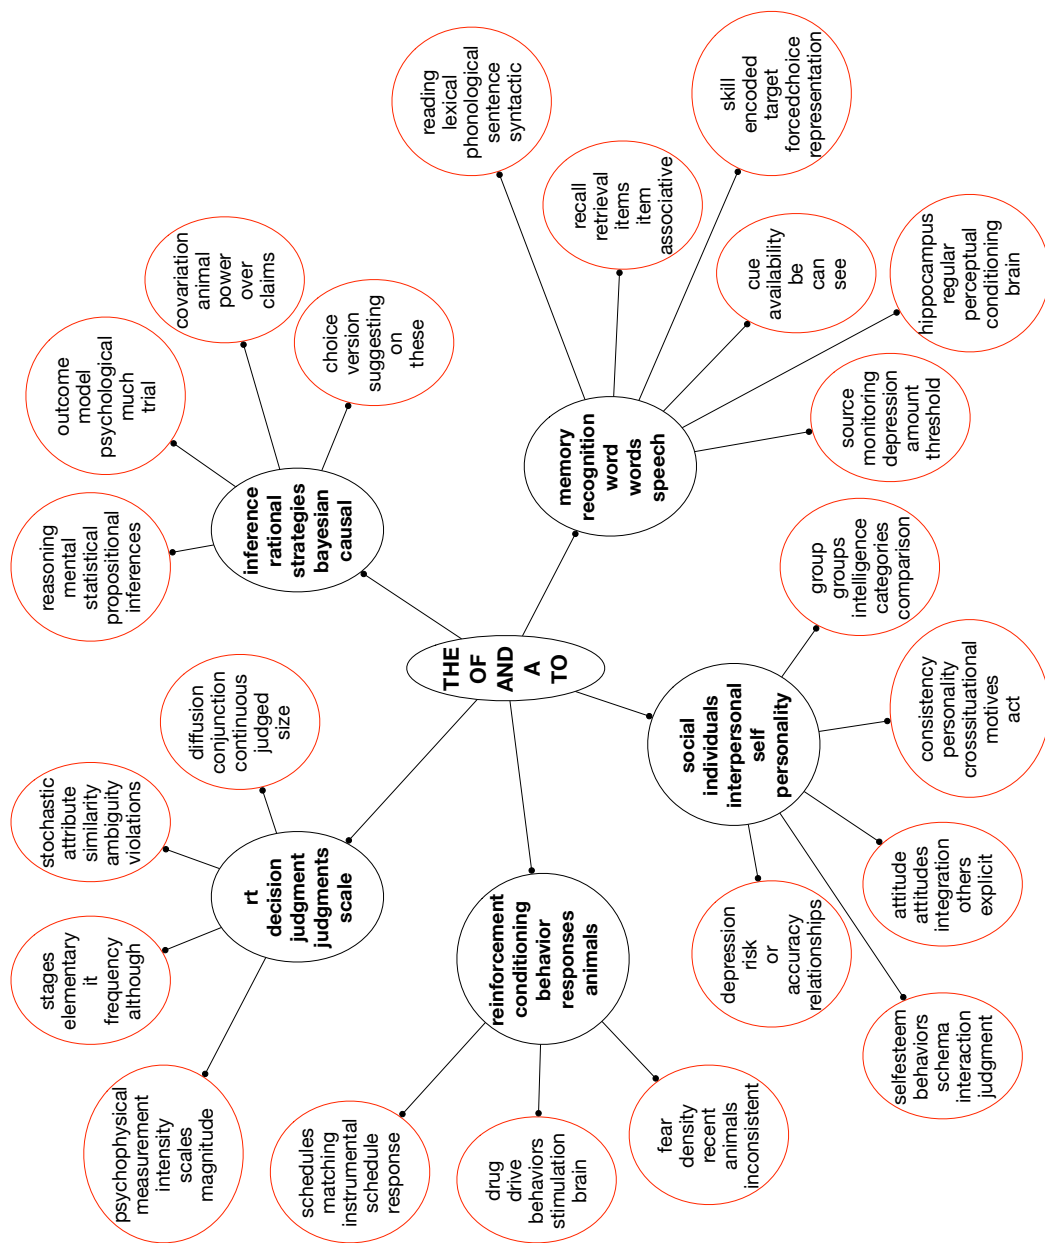 THE
OF
AND
A
TO
inference
rational
strategies
bayesian
causal
reasoning
mental
statistical
propositional
inferences
outcome
model
psychological
much
trial
covariation
animal
power
over
claims
choice
version
suggesting
on
these
memory
recognition
word
words
speech
reading
lexical
phonological
sentence
syntactic
recall
retrieval
items
item
associative
skill
encoded
target
forcedchoice
representation
cue
availability
be
can
see
hippocampus
regular
perceptual
conditioning
brain
source
monitoring
depression
amount
threshold
social
individuals
interpersonal
self
personality
group
groups
intelligence
categories
comparison
consistency
personality
crosssituational
motives
act
attitude
attitudes
integration
others
explicit
selfesteem
behaviors
schema
interaction
judgment
depression
risk
or
accuracy
relationships
reinforcement
conditioning
behavior
responses
animals
fear
density
recent
animals
inconsistent
drug
drive
behaviors
stimulation
brain
schedules
matching
instrumental
schedule
response
rt
decision
judgment
judgments
scale
psychophysical
measurement
intensity
scales
magnitude
stages
elementary
it
frequency
although
stochastic
attribute
similarity
ambiguity
violations
diffusion
conjunction
continuous
judged
size